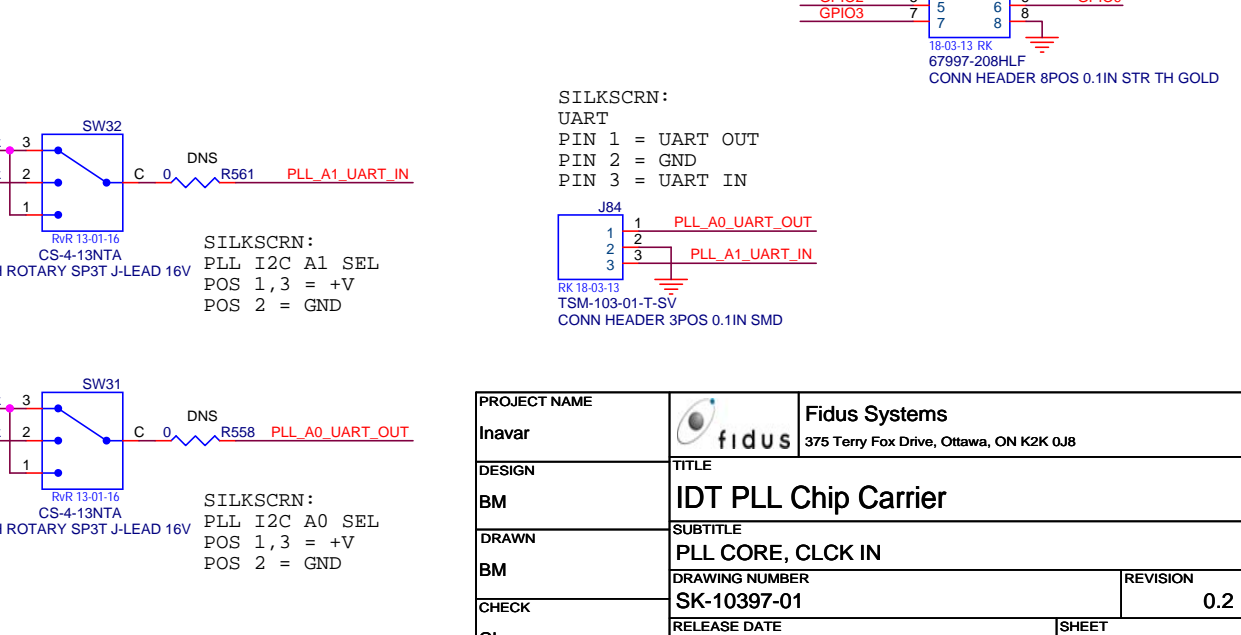 GPIO3 7
5 6
7 8
8
18-03-13 RK
67997-208HLF
CONN HEADER 8POS 0.1IN STR TH GOLD
SILKSCRN:
UART
PIN 1 = UART OUT
PIN 2 = GND
PIN 3 = UART IN
SW32
3
2
1
C 0 DNS R561 PLL_A1_UART_IN
RvR 13-01-16
CS-4-13NTA
ROTARY SP3T J-LEAD 16V
SILKSCRN:
PLL I2C A1 SEL
POS 1,3 = +V
POS 2 = GND
J84
1 1 PLL_A0_UART_OUT
2 2
3 3 PLL_A1_UART_IN
RK 18-03-13
TSM-103-01-T-SV
CONN HEADER 3POS 0.1IN SMD
SW31
3
2
1
C 0 DNS R558 PLL_A0_UART_OUT
RvR 13-01-16
CS-4-13NTA
ROTARY SP3T J-LEAD 16V
SILKSCRN:
PLL I2C A0 SEL
POS 1,3 = +V
POS 2 = GND
PROJECT NAME
Inavar
DESIGN
BM
DRAWN
BM
CHECK
fidus
Fidus Systems
375 Terry Fox Drive, Ottawa, ON K2K 0J8
TITLE
IDT PLL Chip Carrier
SUBTITLE
PLL CORE, CLCK IN
DRAWING NUMBER
SK-10397-01
REVISION
0.2
RELEASE DATE
SHEET